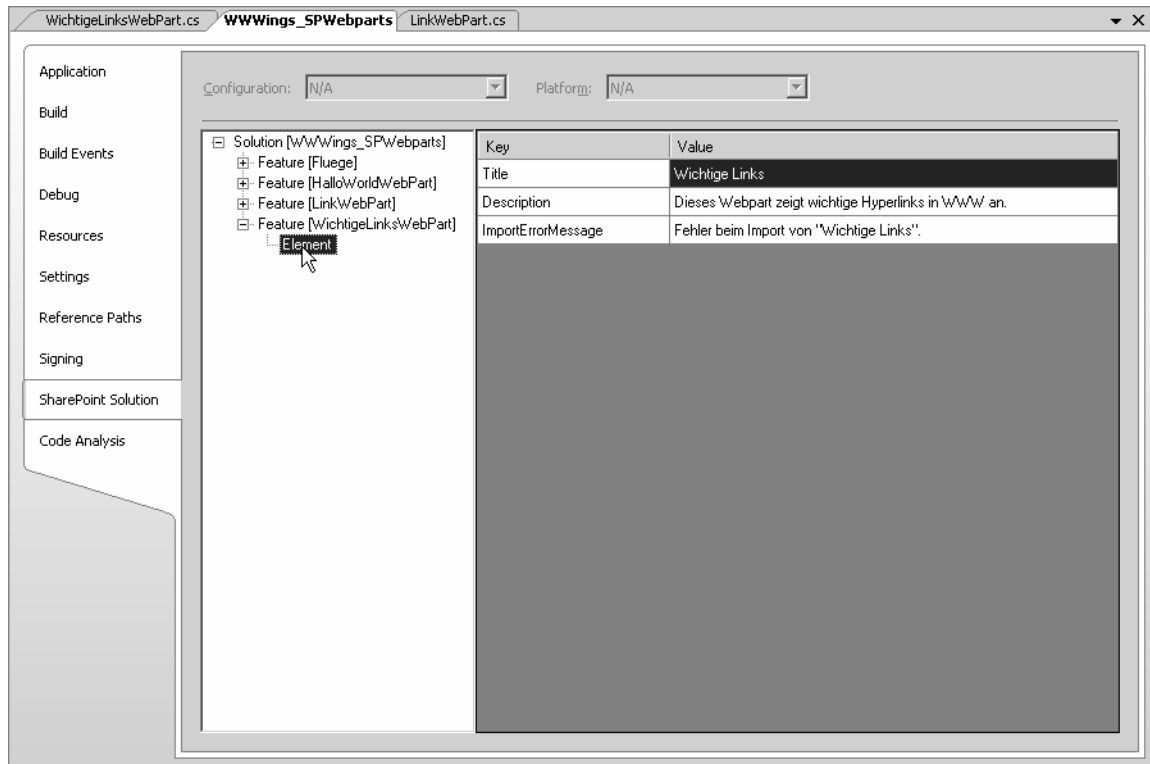 WichtigeLinksWebPart.cs WWWings_SPWebparts LinkWebPart.cs
Application
Build
Build Events
Debug
Resources
Settings
Reference Paths
Signing
SharePoint Solution
Code Analysis
Configuration: N/A Platform: N/A
Solution [WWWings_SPWebparts]
Feature [Fluege]
Feature [HalloWorldWebPart]
Feature [LinkWebPart]
Feature [WichtigeLinksWebPart]
Element
Key Value
Title Wichtige Links
Description Dieses Webpart zeigt wichtige Hyperlinks in WWW an.
ImportErrorMessage Fehler beim Import von "Wichtige Links".